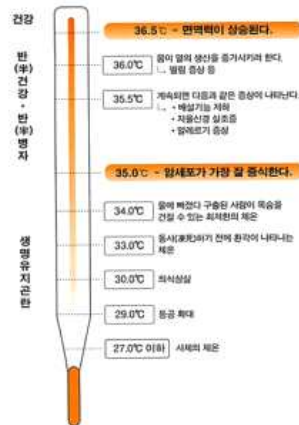 건강
36.5℃ - 면역력이 상승된다.
반(半)건강·반(半)병자
36.0℃ 몸이 열의 생산을 증가시키려 한다.
떨림 증상 등
35.5℃ 계속되면 다음과 같은 증상이 나타난다.
• 배설기능 저하
• 자율신경 실조증
• 알레르기 증상
35.0℃ - 암세포가 가장 잘 증식한다.
생명유지곤란
34.0℃ 물에 빠졌다 구출된 사람이 목숨을
건질 수 있는 최저한의 체온
33.0℃ 동사(凍死)하기 전에 환각이 나타나는
체온
30.0℃ 의식상실
29.0℃ 동공 확대
27.0℃ 이하 사체의 체온